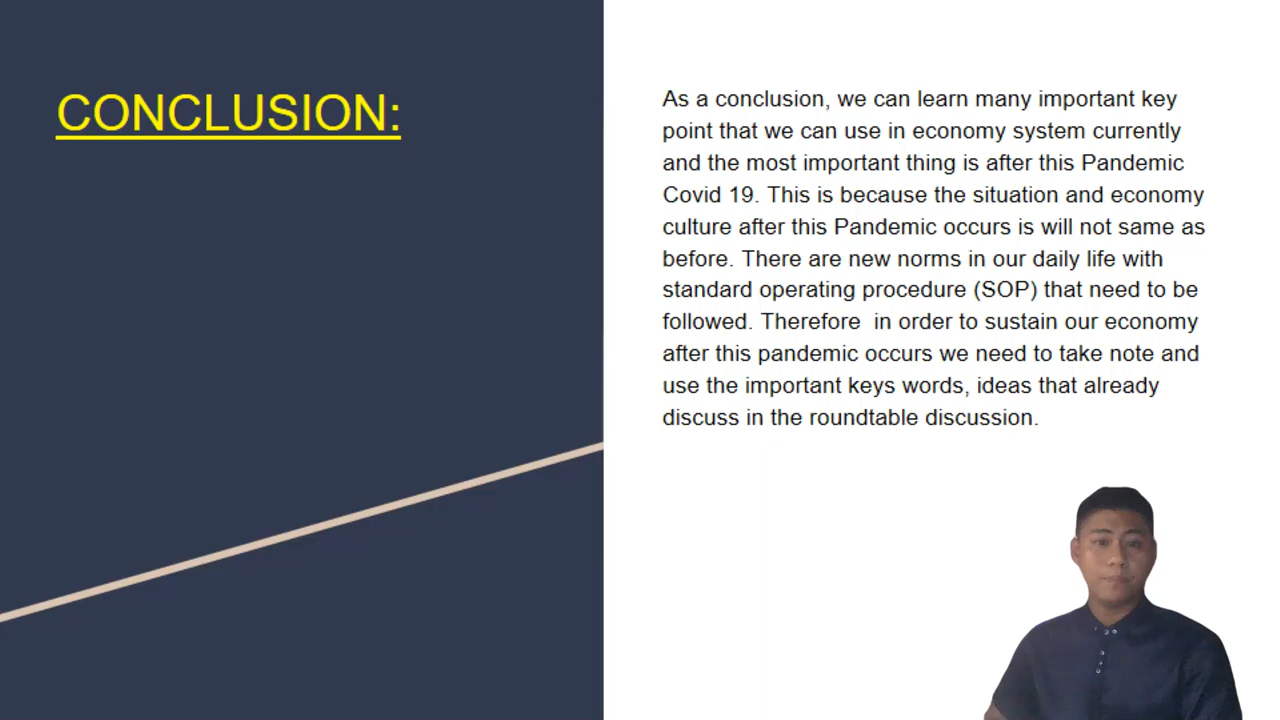 CONCLUSION:
As a conclusion, we can learn many important key
point that we can use in economy system currently
and the most important thing is after this Pandemic
Covid 19. This is because the situation and economy
culture after this Pandemic occurs is will not same as
before. There are new norms in our daily life with
standard operating procedure (SOP) that need to be
followed. Therefore  in order to sustain our economy
after this pandemic occurs we need to take note and
use the important keys words, ideas that already
discuss in the roundtable discussion.